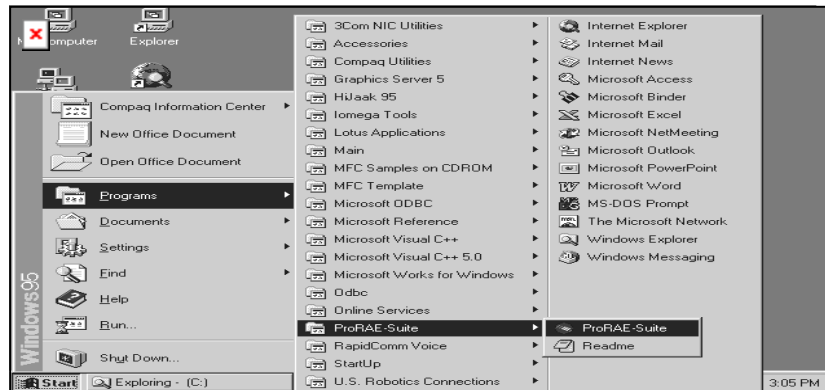 Computer
Explorer
Compaq Information Center
New Office Document
Open Office Document
Programs
Documents
Settings
Find
Help
Run...
Shut Down...
Windows95
3Com NIC Utilities
Accessories
Compaq Utilities
Graphics Server 5
HiJaak 95
Iomega Tools
Lotus Applications
Main
MFC Samples on CDROM
MFC Template
Microsoft ODBC
Microsoft Reference
Microsoft Visual C++
Microsoft Visual C++ 5.0
Microsoft Works for Windows
Odbc
Online Services
ProRAE-Suite
RapidComm Voice
StartUp
U.S. Robotics Connections
Internet Explorer
Internet Mail
Internet News
Microsoft Access
Microsoft Binder
Microsoft Excel
Microsoft NetMeeting
Microsoft Outlook
Microsoft PowerPoint
Microsoft Word
MS-DOS Prompt
The Microsoft Network
Windows Explorer
Windows Messaging
ProRAE-Suite
Readme
Start
Exploring - (C:)
3:05 PM